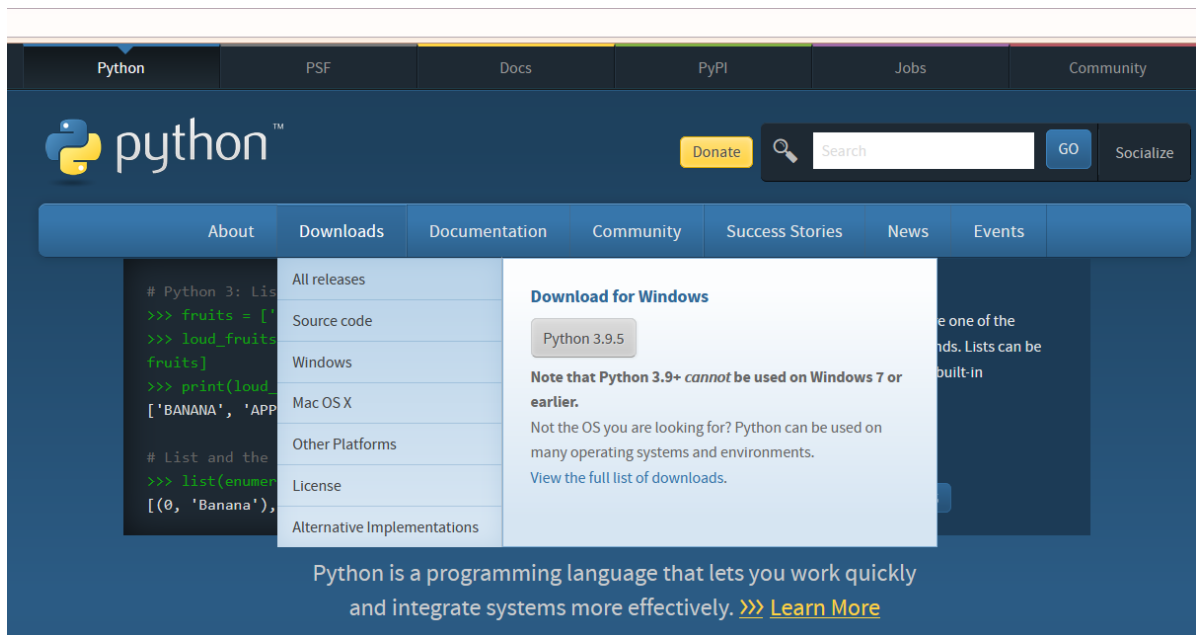 Python PSF Docs PyPI Jobs Community
python™
Donate Search GO Socialize
About Downloads Documentation Community Success Stories News Events
All releases
Source code
Windows
Mac OS X
Other Platforms
License
Alternative Implementations
Download for Windows
Python 3.9.5
Note that Python 3.9+ cannot be used on Windows 7 or
earlier.
Not the OS you are looking for? Python can be used on
many operating systems and environments.
View the full list of downloads.
# Python 3: Lis
>>> fruits = ['
>>> loud_fruits
fruits]
>>> print(loud_
['BANANA', 'APP
# List and the
>>> list(enumer
[(0, 'Banana'),
e one of the
nds. Lists can be
built-in
Python is a programming language that lets you work quickly
and integrate systems more effectively. >>> Learn More